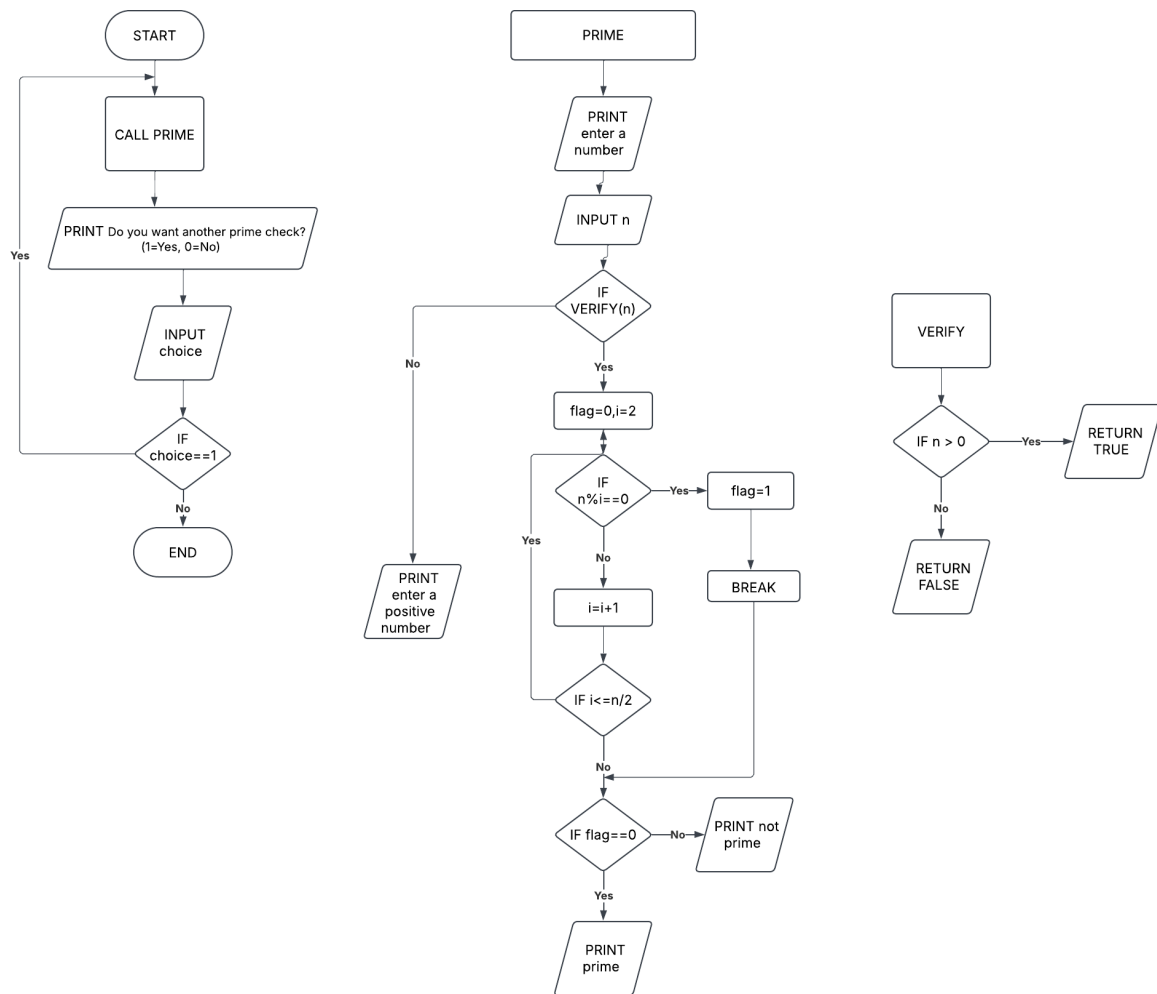 START
CALL PRIME
PRINT Do you want another prime check?
(1=Yes, 0=No)
Yes
INPUT
choice
IF
choice==1
No
END
PRIME
PRINT
enter a
number
INPUT n
IF
VERIFY(n)
No
Yes
flag=0,i=2
IF
n%i==0
Yes
flag=1
Yes
No
BREAK
PRINT
enter a
positive
number
i=i+1
IF i<=n/2
No
IF flag==0
No
PRINT not
prime
Yes
PRINT
prime
VERIFY
IF n > 0
Yes
RETURN
TRUE
No
RETURN
FALSE